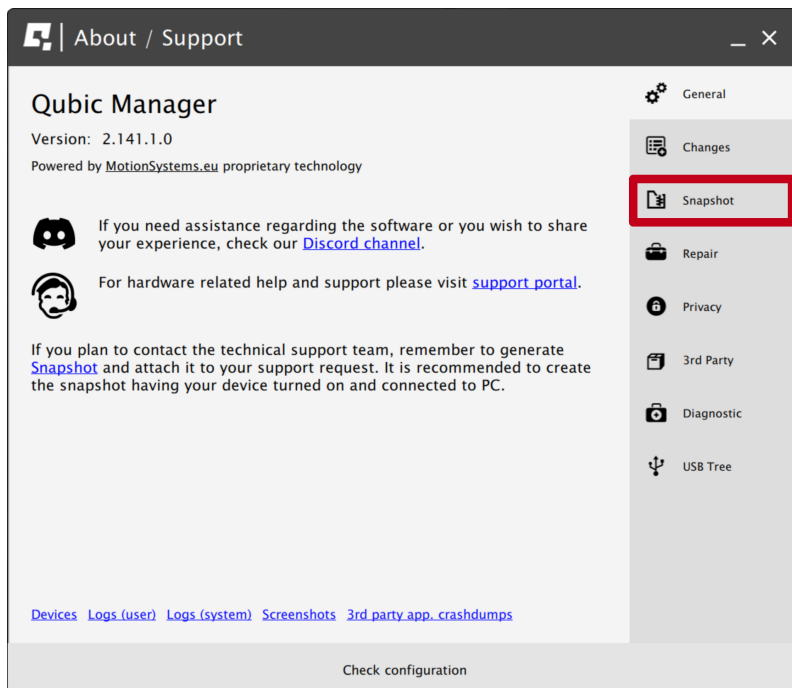 About / Support
Qubic Manager
Version: 2.141.1.0
Powered by MotionSystems.eu proprietary technology
If you need assistance regarding the software or you wish to share
your experience, check our Discord channel.
For hardware related help and support please visit support portal.
If you plan to contact the technical support team, remember to generate
Snapshot and attach it to your support request. It is recommended to create
the snapshot having your device turned on and connected to PC.
Devices Logs (user) Logs (system) Screenshots 3rd party app. crashdumps
General
Changes
Snapshot
Repair
Privacy
3rd Party
Diagnostic
USB Tree
Check configuration